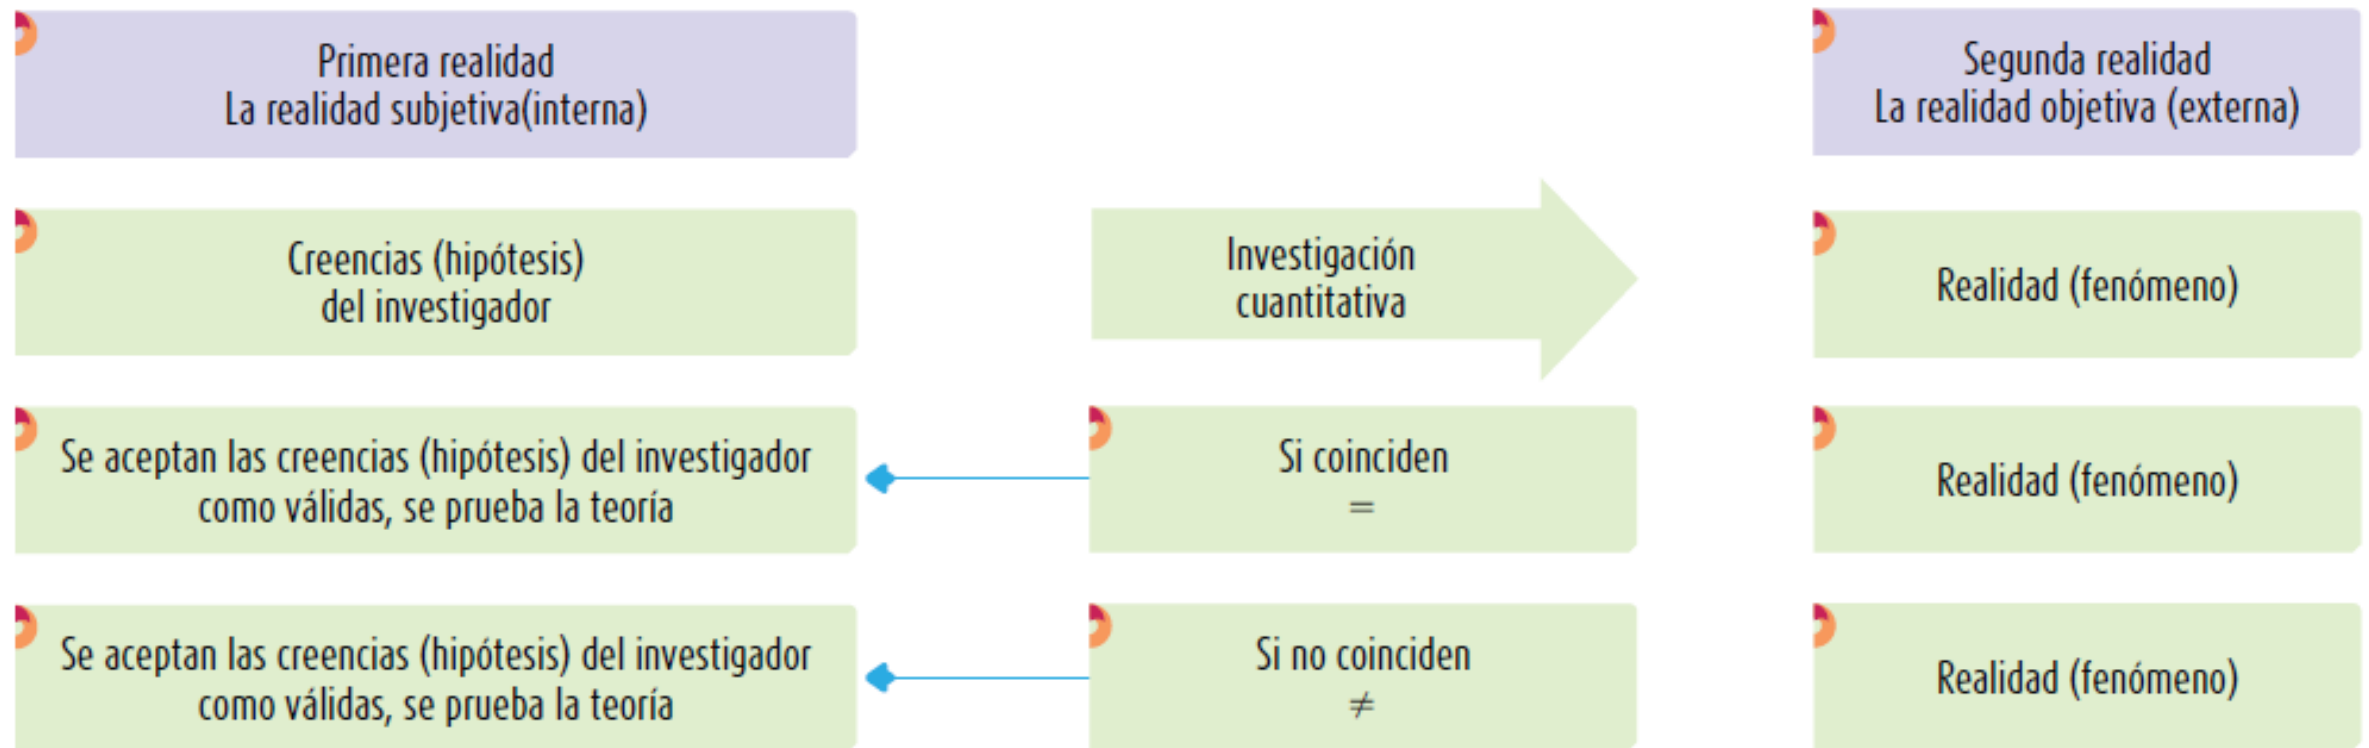 Primera realidad
La realidad subjetiva(interna)
Segunda realidad
La realidad objetiva (externa)
Creencias (hipótesis)
del investigador
Investigación
cuantitativa
Realidad (fenómeno)
Se aceptan las creencias (hipótesis) del investigador
como válidas, se prueba la teoría
Si coinciden
=
Realidad (fenómeno)
Se aceptan las creencias (hipótesis) del investigador
como válidas, se prueba la teoría
Si no coinciden
≠
Realidad (fenómeno)